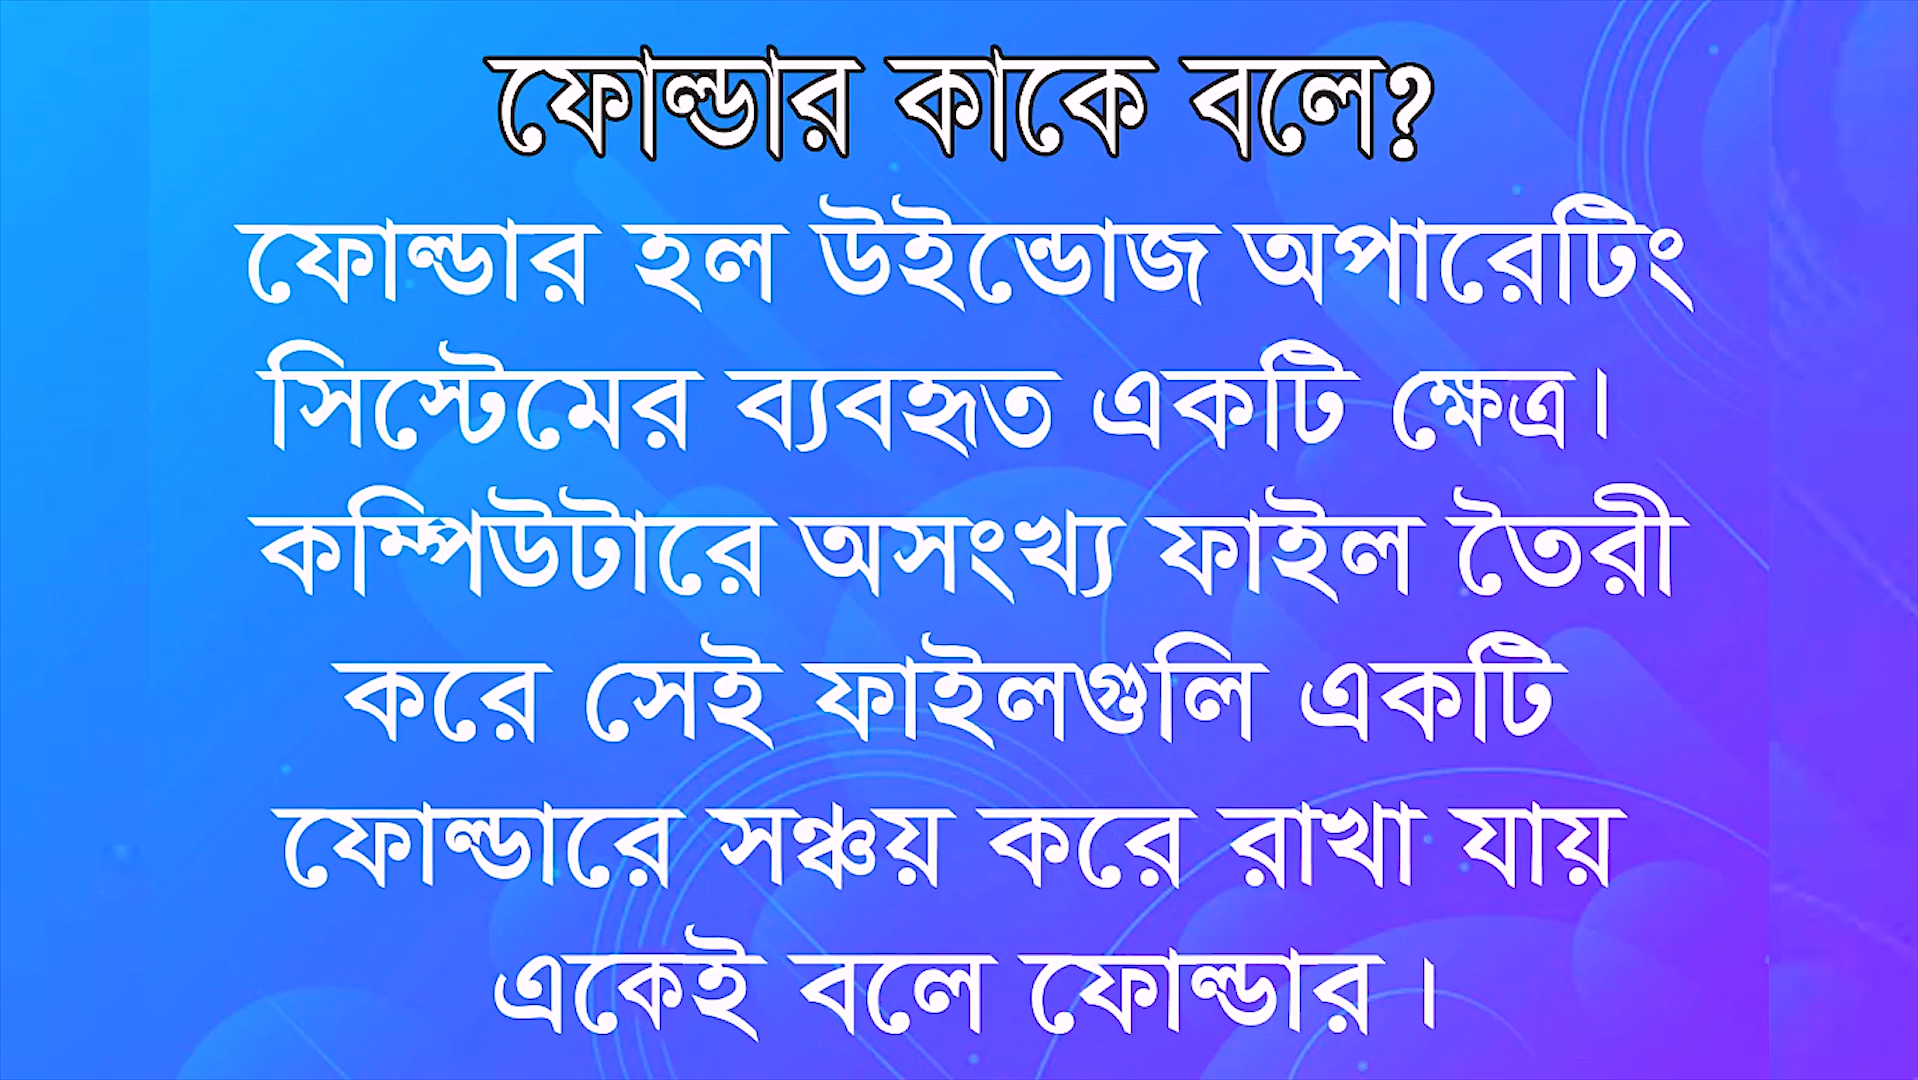 ফোল্ডার কাকে বলে?
ফোল্ডার হল উইন্ডোজ অপারেটিং
সিস্টেমের ব্যবহৃত একটি ক্ষেত্র।
কম্পিউটারে অসংখ্য ফাইল তৈরী
করে সেই ফাইলগুলি একটি
ফোল্ডারে সঞ্চয় করে রাখা যায়
একেই বলে ফোল্ডার ।